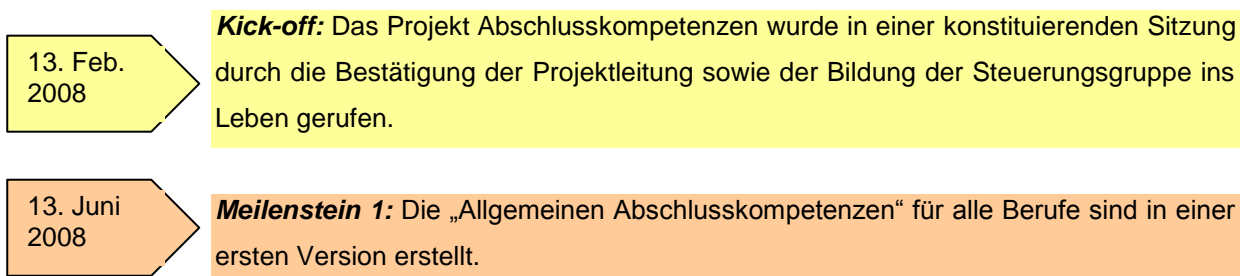 13. Feb.
2008
Kick-off: Das Projekt Abschlusskompetenzen wurde in einer konstituierenden Sitzung
durch die Bestätigung der Projektleitung sowie der Bildung der Steuerungsgruppe ins
Leben gerufen.
13. Juni
2008
Meilenstein 1: Die „Allgemeinen Abschlusskompetenzen“ für alle Berufe sind in einer
ersten Version erstellt.